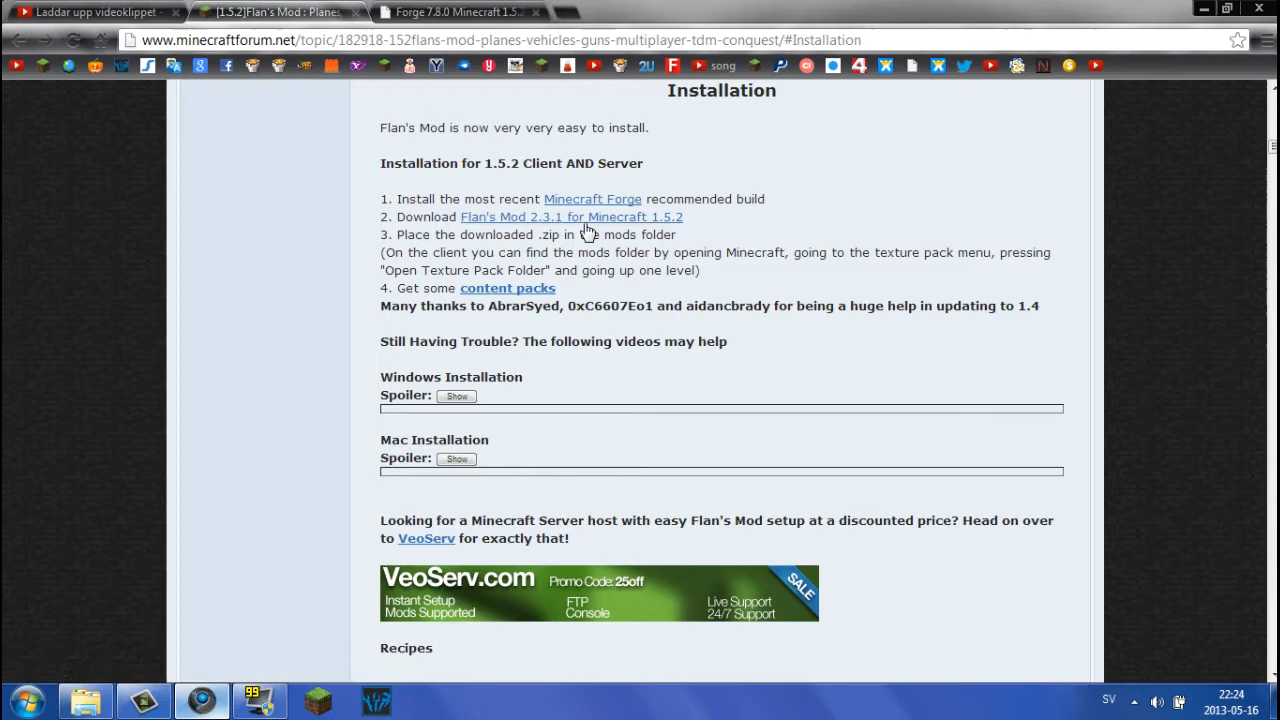 Laddar upp videoklippet
[1.5.2]Flan's Mod : Planes
Forge 7.8.0 Minecraft 1.5.
www.minecraftforum.net/topic/182918-152flans-mod-planes-vehicles-guns-multiplayer-tdm-conquest/#Installation
song
Installation
Flan's Mod is now very very easy to install.
Installation for 1.5.2 Client AND Server
1. Install the most recent Minecraft Forge recommended build
2. Download Flan's Mod 2.3.1 for Minecraft 1.5.2
3. Place the downloaded .zip in the mods folder
(On the client you can find the mods folder by opening Minecraft, going to the texture pack menu, pressing
"Open Texture Pack Folder" and going up one level)
4. Get some content packs
Many thanks to AbrarSyed, 0xC6607Eo1 and aidancbrady for being a huge help in updating to 1.4
Still Having Trouble? The following videos may help
Windows Installation
Spoiler: Show
Mac Installation
Spoiler: Show
Looking for a Minecraft Server host with easy Flan's Mod setup at a discounted price? Head on over
to VeoServ for exactly that!
VeoServ.com Promo Code: 25off SALE
Instant Setup FTP Live Support
Mods Supported Console 24/7 Support
Recipes
99
SV
22:24
2013-05-16